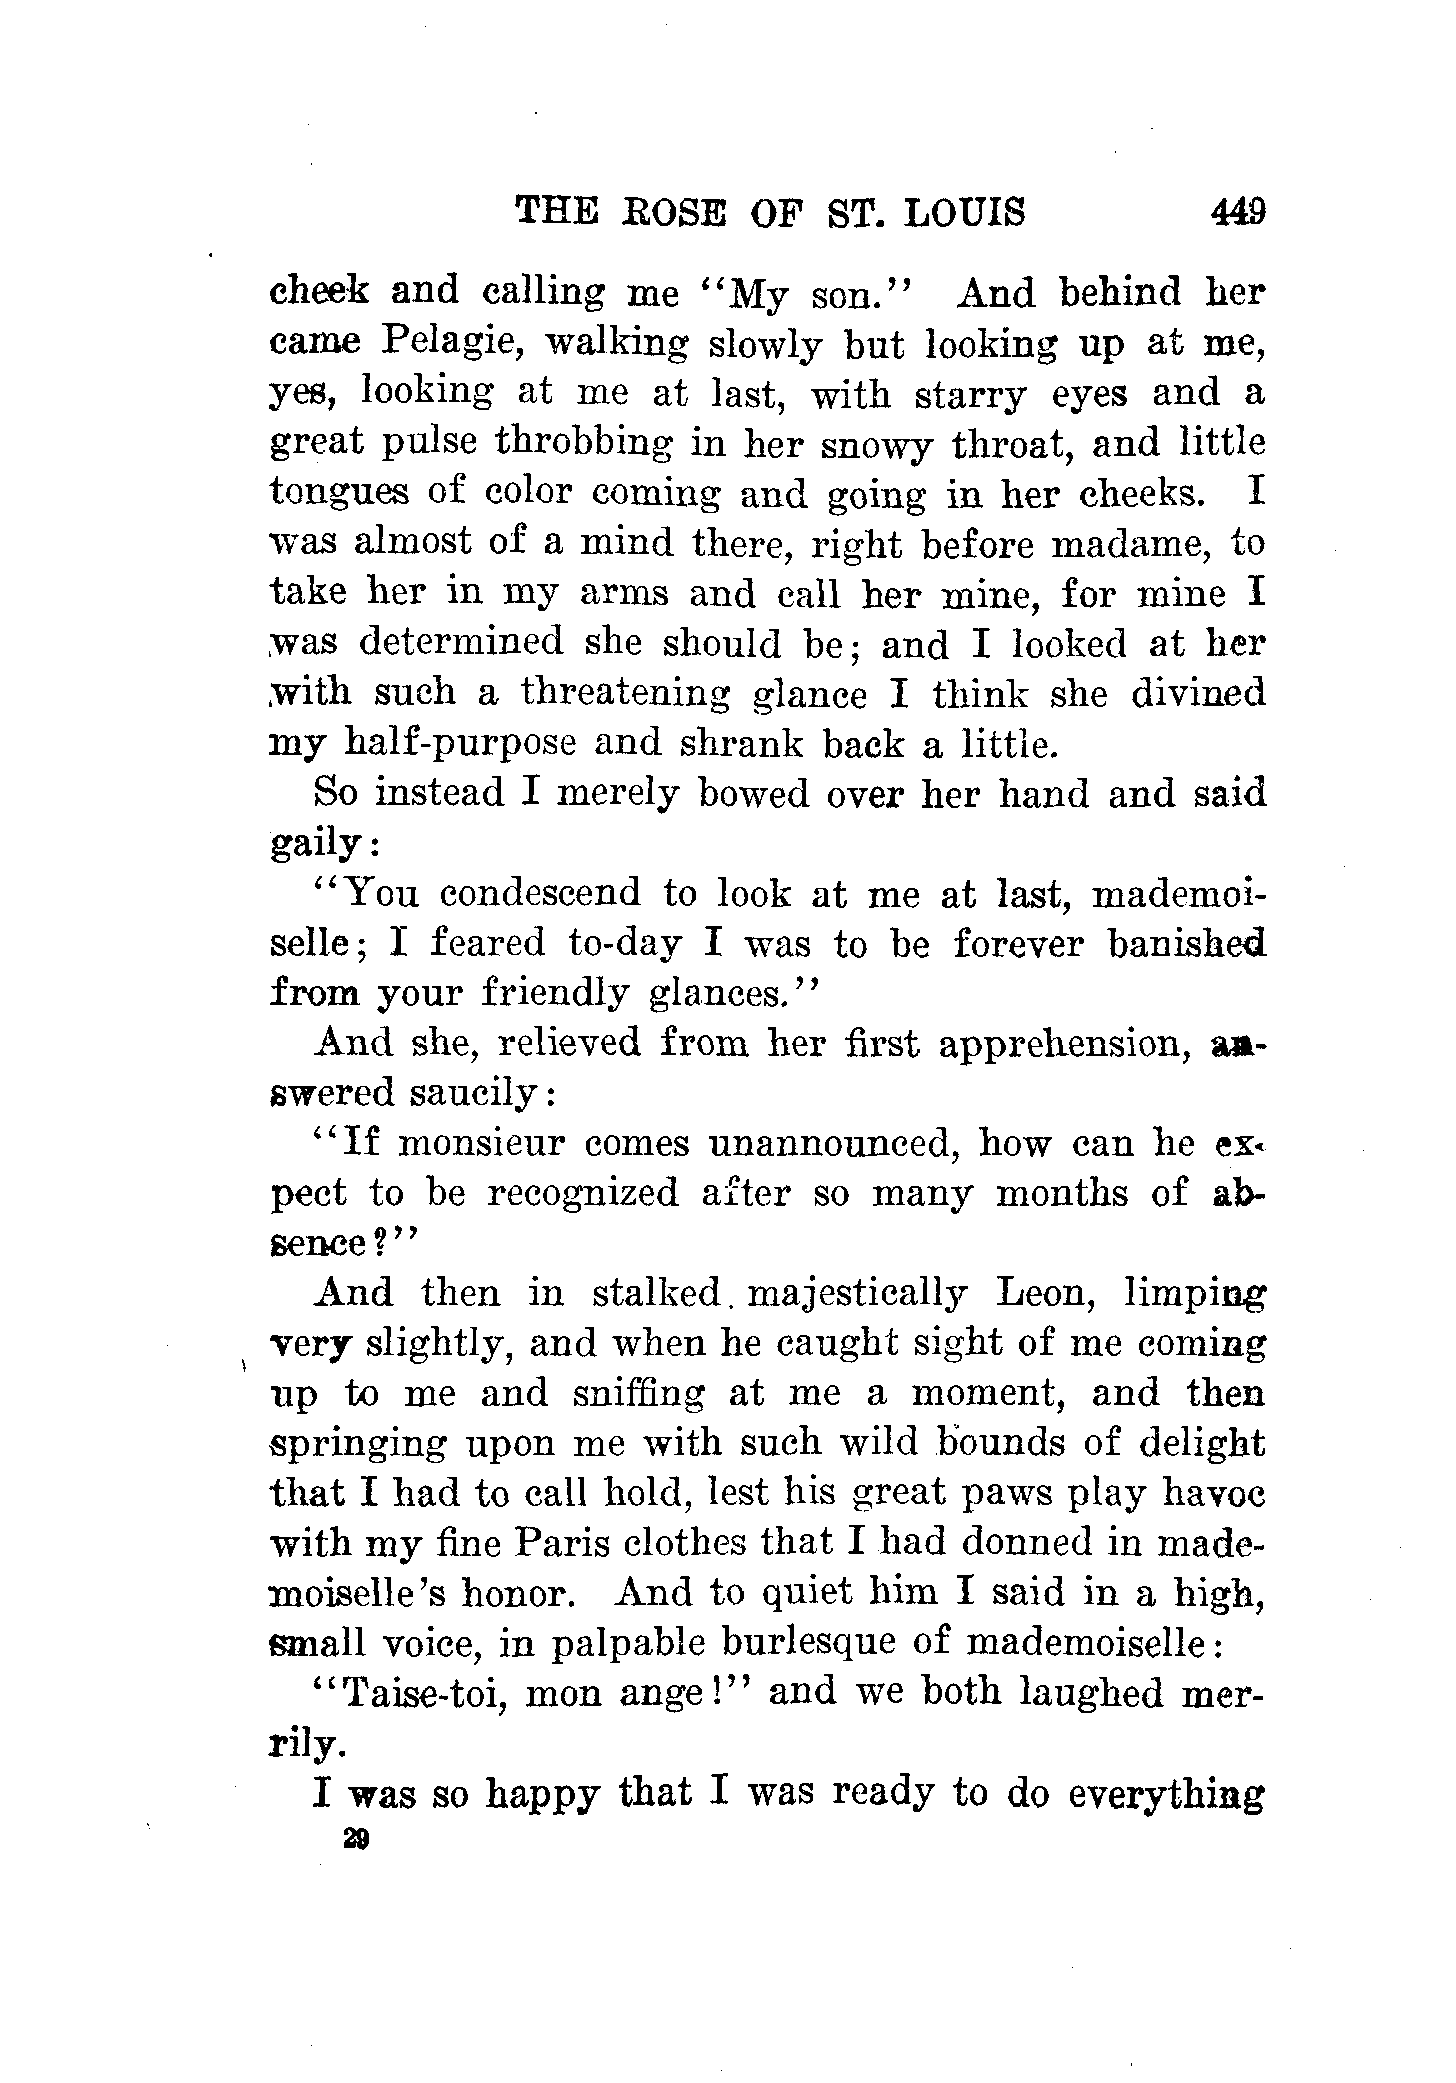 THE ROSE OF ST. LOUIS 449
cheek and calling me "My son." And behind her
came Pelagie, walking slowly but looking up at me,
yes, looking at me at last, with starry eyes and a
great pulse throbbing in her snowy throat, and little
tongues of color coming and going in her cheeks. I
was almost of a mind there, right before madame, to
take her in my arms and call her mine, for mine I
was determined she should be; and I looked at her
with such a threatening glance I think she divined
my half-purpose and shrank back a little.
So instead I merely bowed over her hand and said
gaily:
"You condescend to look at me at last, mademoi-
selle; I feared to-day I was to be forever banished
from your friendly glances."
And she, relieved from her first apprehension, an-
swered saucily:
"If monsieur comes unannounced, how can he ex-
pect to be recognized after so many months of ab-
sence?"
And then in stalked majestically Leon, limping
very slightly, and when he caught sight of me coming
up to me and sniffing at me a moment, and then
springing upon me with such wild bounds of delight
that I had to call hold, lest his great paws play havoc
with my fine Paris clothes that I had donned in made-
moiselle's honor. And to quiet him I said in a high,
small voice, in palpable burlesque of mademoiselle:
"Taise-toi, mon ange!" and we both laughed mer-
rily.
I was so happy that I was ready to do everything
29